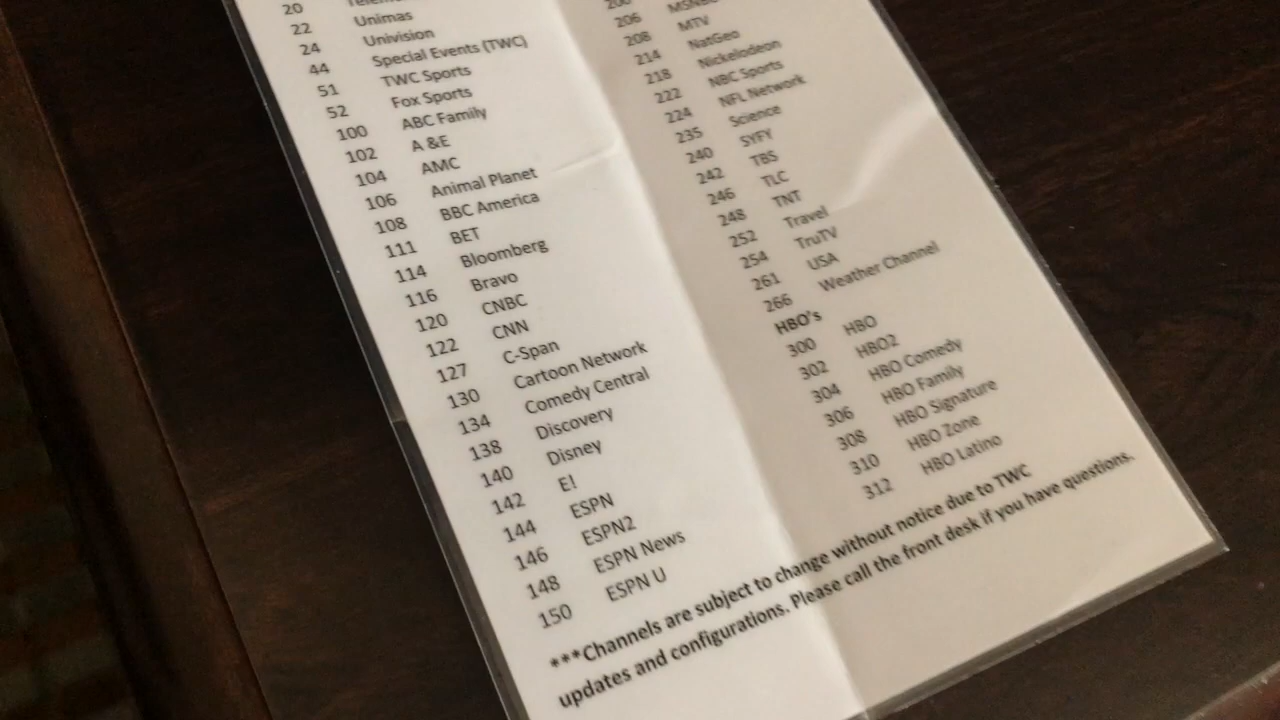 20
22 Unimas
24 Univision
44 Special Events (TWC)
51 TWC Sports
52 Fox Sports
100 ABC Family
102 A &E
104 AMC
106 Animal Planet
108 BBC America
111 BET
114 Bloomberg
116 Bravo
120 CNBC
122 CNN
127 C-Span
130 Cartoon Network
134 Comedy Central
138 Discovery
140 Disney
142 E!
144 ESPN
146 ESPN2
148 ESPN News
150 ESPN U
206 MSNBC
208 MTV
214 NatGeo
218 Nickelodeon
222 NBC Sports
224 NFL Network
235 Science
240 SYFY
242 TBS
246 TLC
248 TNT
252 Travel
254 TruTV
261 USA
266 Weather Channel
HBO's
300 HBO
302 HBO2
304 HBO Comedy
306 HBO Family
308 HBO Signature
310 HBO Zone
312 HBO Latino
***Channels are subject to change without notice due to TWC
updates and configurations. Please call the front desk if you have questions.